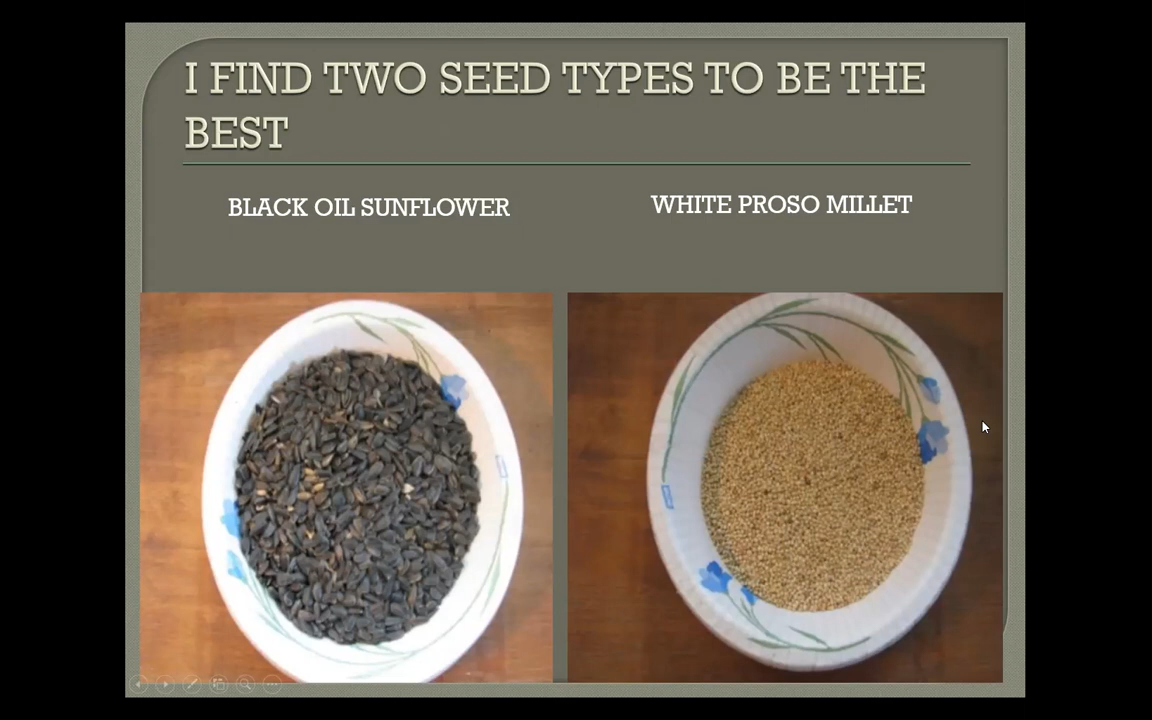 I FIND TWO SEED TYPES TO BE THE
BEST
BLACK OIL SUNFLOWER
WHITE PROSO MILLET